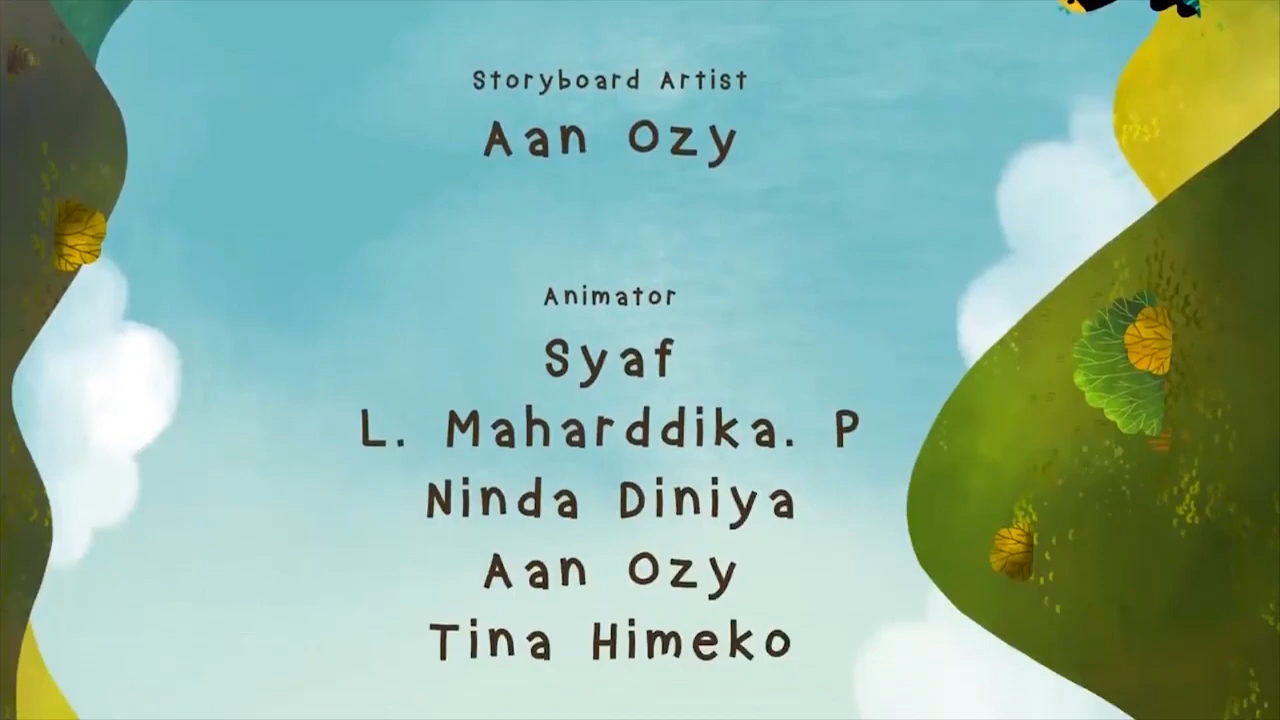 Storyboard Artist
Aan Ozy
Animator
Syaf
L. Maharddika. P
Ninda Diniya
Aan Ozy
Tina Himeko